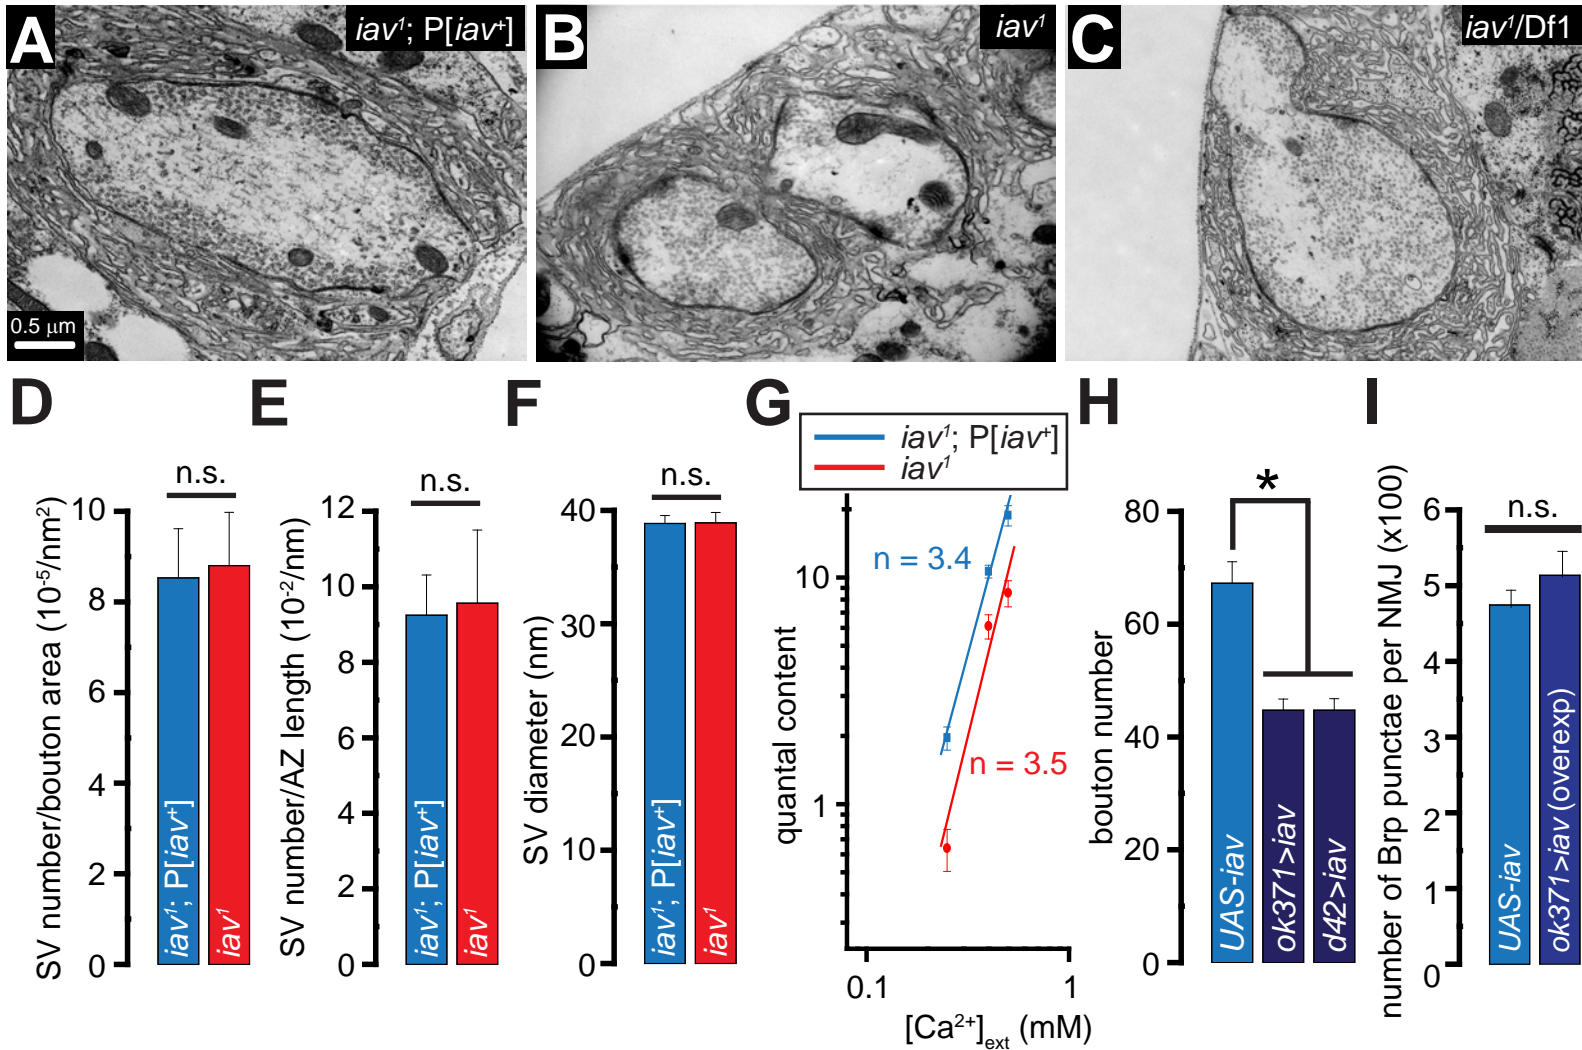 A
iav¹; P[iav⁺]
0.5 μm
B
iav¹
C
iav¹/Df1
D
SV number/bouton area (10⁻⁵/nm²)
10
8
6
4
2
0
n.s.
iav¹; P[iav⁺]
iav¹
E
SV number/AZ length (10⁻²/nm)
12
10
8
6
4
2
0
n.s.
iav¹; P[iav⁺]
iav¹
F
SV diameter (nm)
40
30
20
10
0
n.s.
iav¹; P[iav⁺]
iav¹
G
iav¹; P[iav⁺]
iav¹
quantal content
10
1
n = 3.4
n = 3.5
0.1
1
[Ca²⁺]ext (mM)
H
bouton number
80
60
40
20
0
*
UAS-iav
ok371>iav
d42>iav
I
number of Brp punctae per NMJ (x100)
6
5
4
3
2
1
0
n.s.
UAS-iav
ok371>iav (overexp)